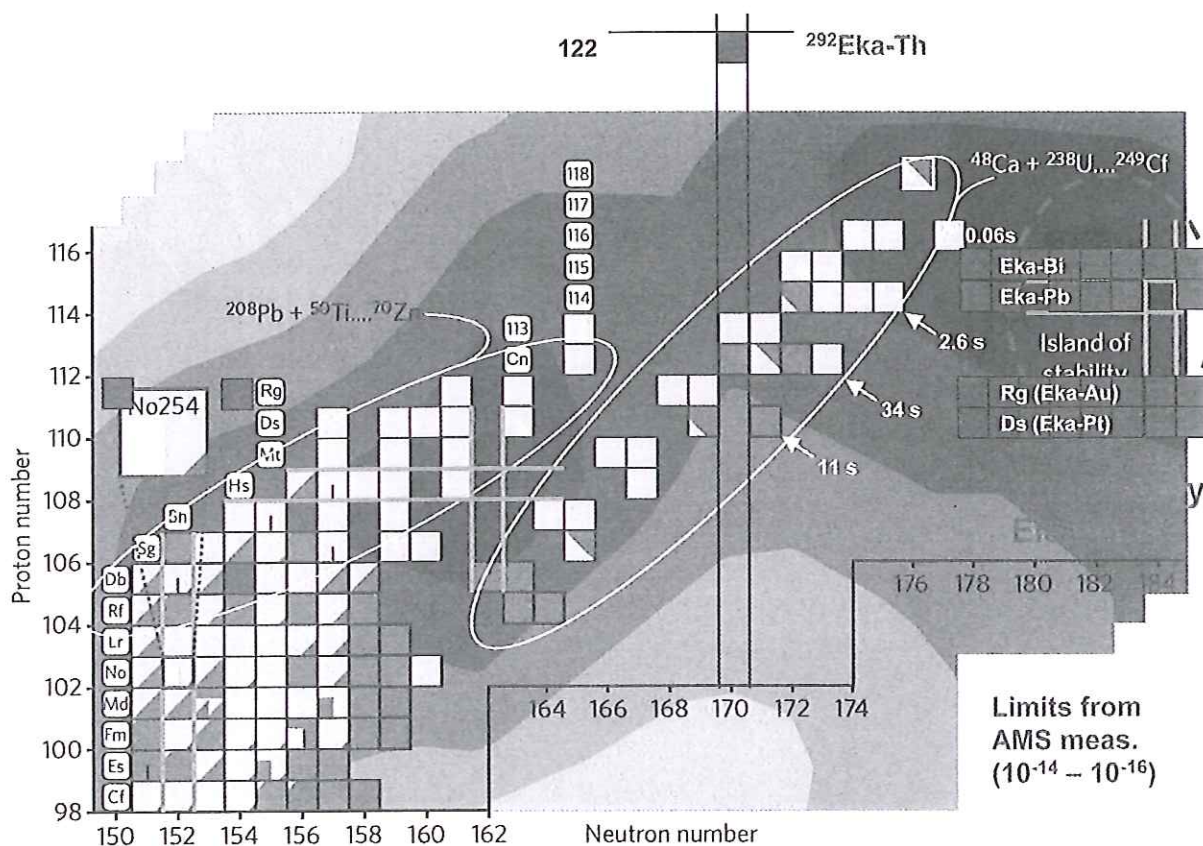 122
²⁹²Eka-Th
⁴⁸Ca + ²³⁸U....²⁴⁹Cf
118
117
116
115
114
113
Cn
0.06s
Eka-Bi
Eka-Pb
²⁰⁸Pb + ⁵⁰Ti....⁷⁰Zn
2.6 s
Island of
stability
34 s
Rg (Eka-Au)
Ds (Eka-Pt)
11 s
No254
Rg
Ds
Mt
Hs
Bh
Sg
Db
Rf
Lr
No
Md
Fm
Es
Cf
Proton number
116
114
112
110
108
106
104
102
100
98
176 178 180 182 184
164 166 168 170 172 174
150 152 154 156 158 160 162
Neutron number
Limits from
AMS meas.
(10⁻¹⁴ – 10⁻¹⁶)